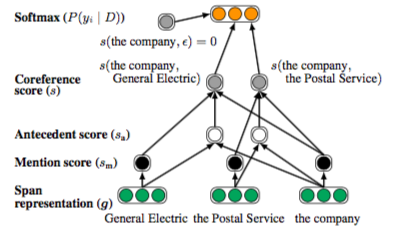 Softmax (P(yᵢ | D))
s(the company, ϵ) = 0
s(the company, General Electric)
s(the company, the Postal Service)
Coreference score (s)
Antecedent score (sₐ)
Mention score (sₘ)
Span representation (g)
General Electric the Postal Service the company